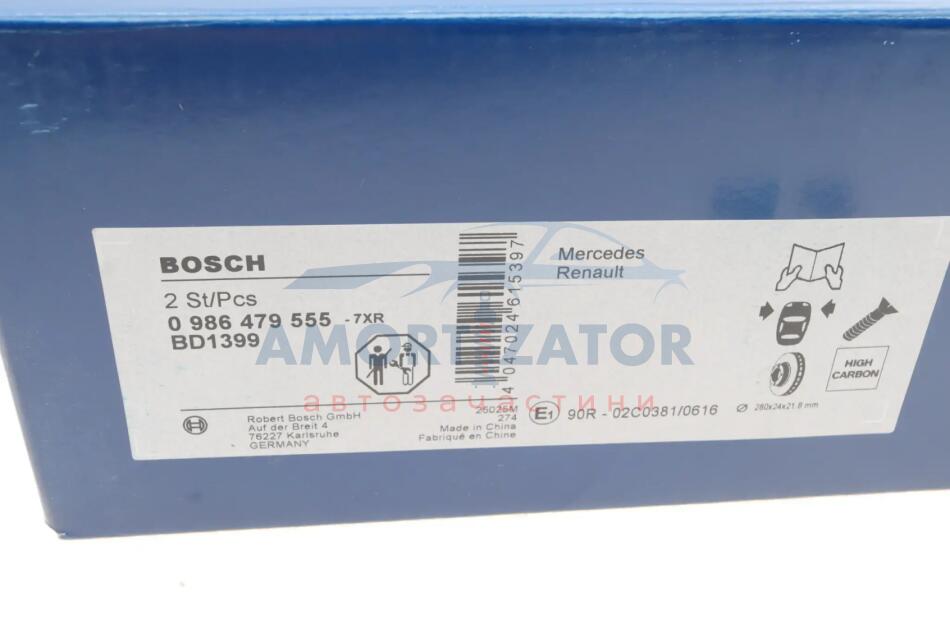 BOSCH
2 St/Pcs
0 986 479 555 -7XR
BD1399
Robert Bosch GmbH
Auf der Breit 4
76227 Karlsruhe
GERMANY
4 047024 615397
25025M
274
Made in China
Fabriqué en Chine
Mercedes
Renault
E1 90R - 02C0381/0616
HIGH
CARBON
Ø 280x24x21.8 mm
AMORTIZATOR
автозапчастини